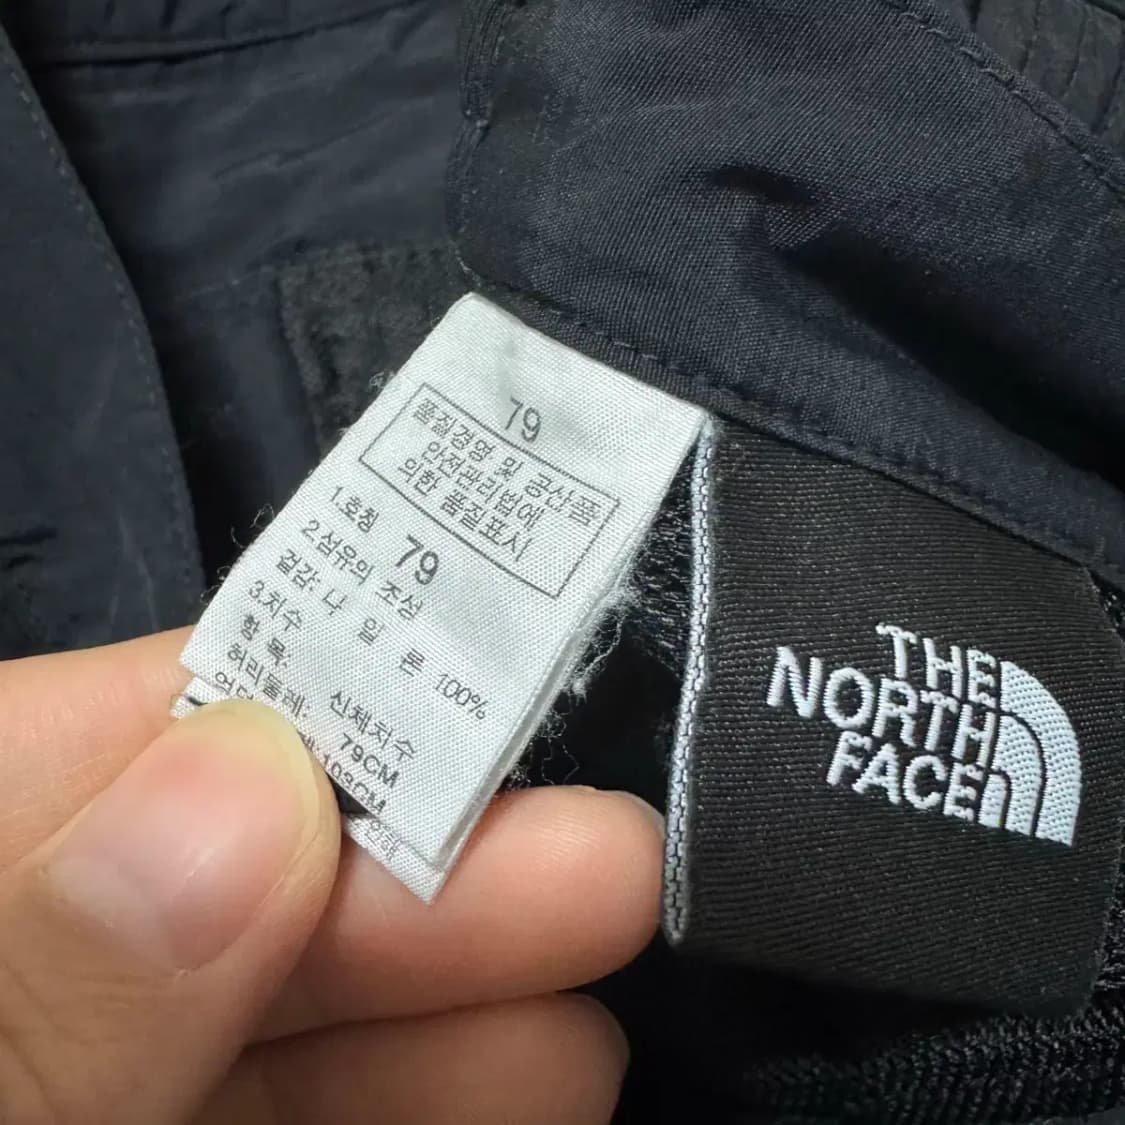 79
품질경영 및 공산품
안전관리법에
의한 품질표시
1.호칭 79
2.섬유의 조성
겉감: 나 일 론 100%
3.치수
항 목: 신체치수
허리둘레: 79CM
103CM
THE
NORTH
FACE